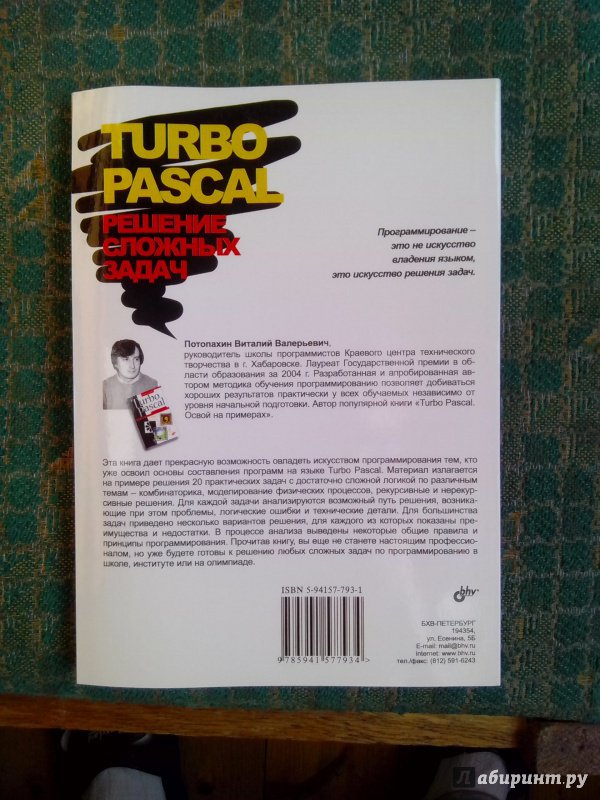 TURBO
PASCAL
РЕШЕНИЕ
СЛОЖНЫХ
ЗАДАЧ
Программирование –
это не искусство
владения языком,
это искусство решения задач.
Потопахин Виталий Валерьевич,
руководитель школы программистов Краевого центра технического
творчества в г. Хабаровске. Лауреат Государственной премии в об-
ласти образования за 2004 г. Разработанная и апробированная ав-
тором методика обучения программированию позволяет добиваться
хороших результатов практически у всех обучаемых независимо от
уровня начальной подготовки. Автор популярной книги «Turbo Pascal.
Освой на примерах».
Turbo
Pascal
Эта книга дает прекрасную возможность овладеть искусством программирования тем, кто
уже освоил основы составления программ на языке Turbo Pascal. Материал излагается
на примере решения 20 практических задач с достаточно сложной логикой по различным
темам – комбинаторика, моделирование физических процессов, рекурсивные и нерекур-
сивные решения. Для каждой задачи анализируются возможный путь решения, возникаю-
щие при этом проблемы, логические ошибки и технические детали. Для большинства
задач приведено несколько вариантов решения, для каждого из которых показаны пре-
имущества и недостатки. В процессе анализа выведены некоторые общие правила и
принципы программирования. Прочитав книгу, вы еще не станете настоящим профессио-
налом, но уже будете готовы к решению любых сложных задач по программированию в
школе, институте или на олимпиаде.
ISBN 5-94157-793-1
9 785941 577934 >
bhv®
БХВ-ПЕТЕРБУРГ
194354,
ул. Есенина, 5Б
E-mail: mail@bhv.ru
Internet: www.bhv.ru
тел./факс: (812) 591-6243
Лабиринт.ру